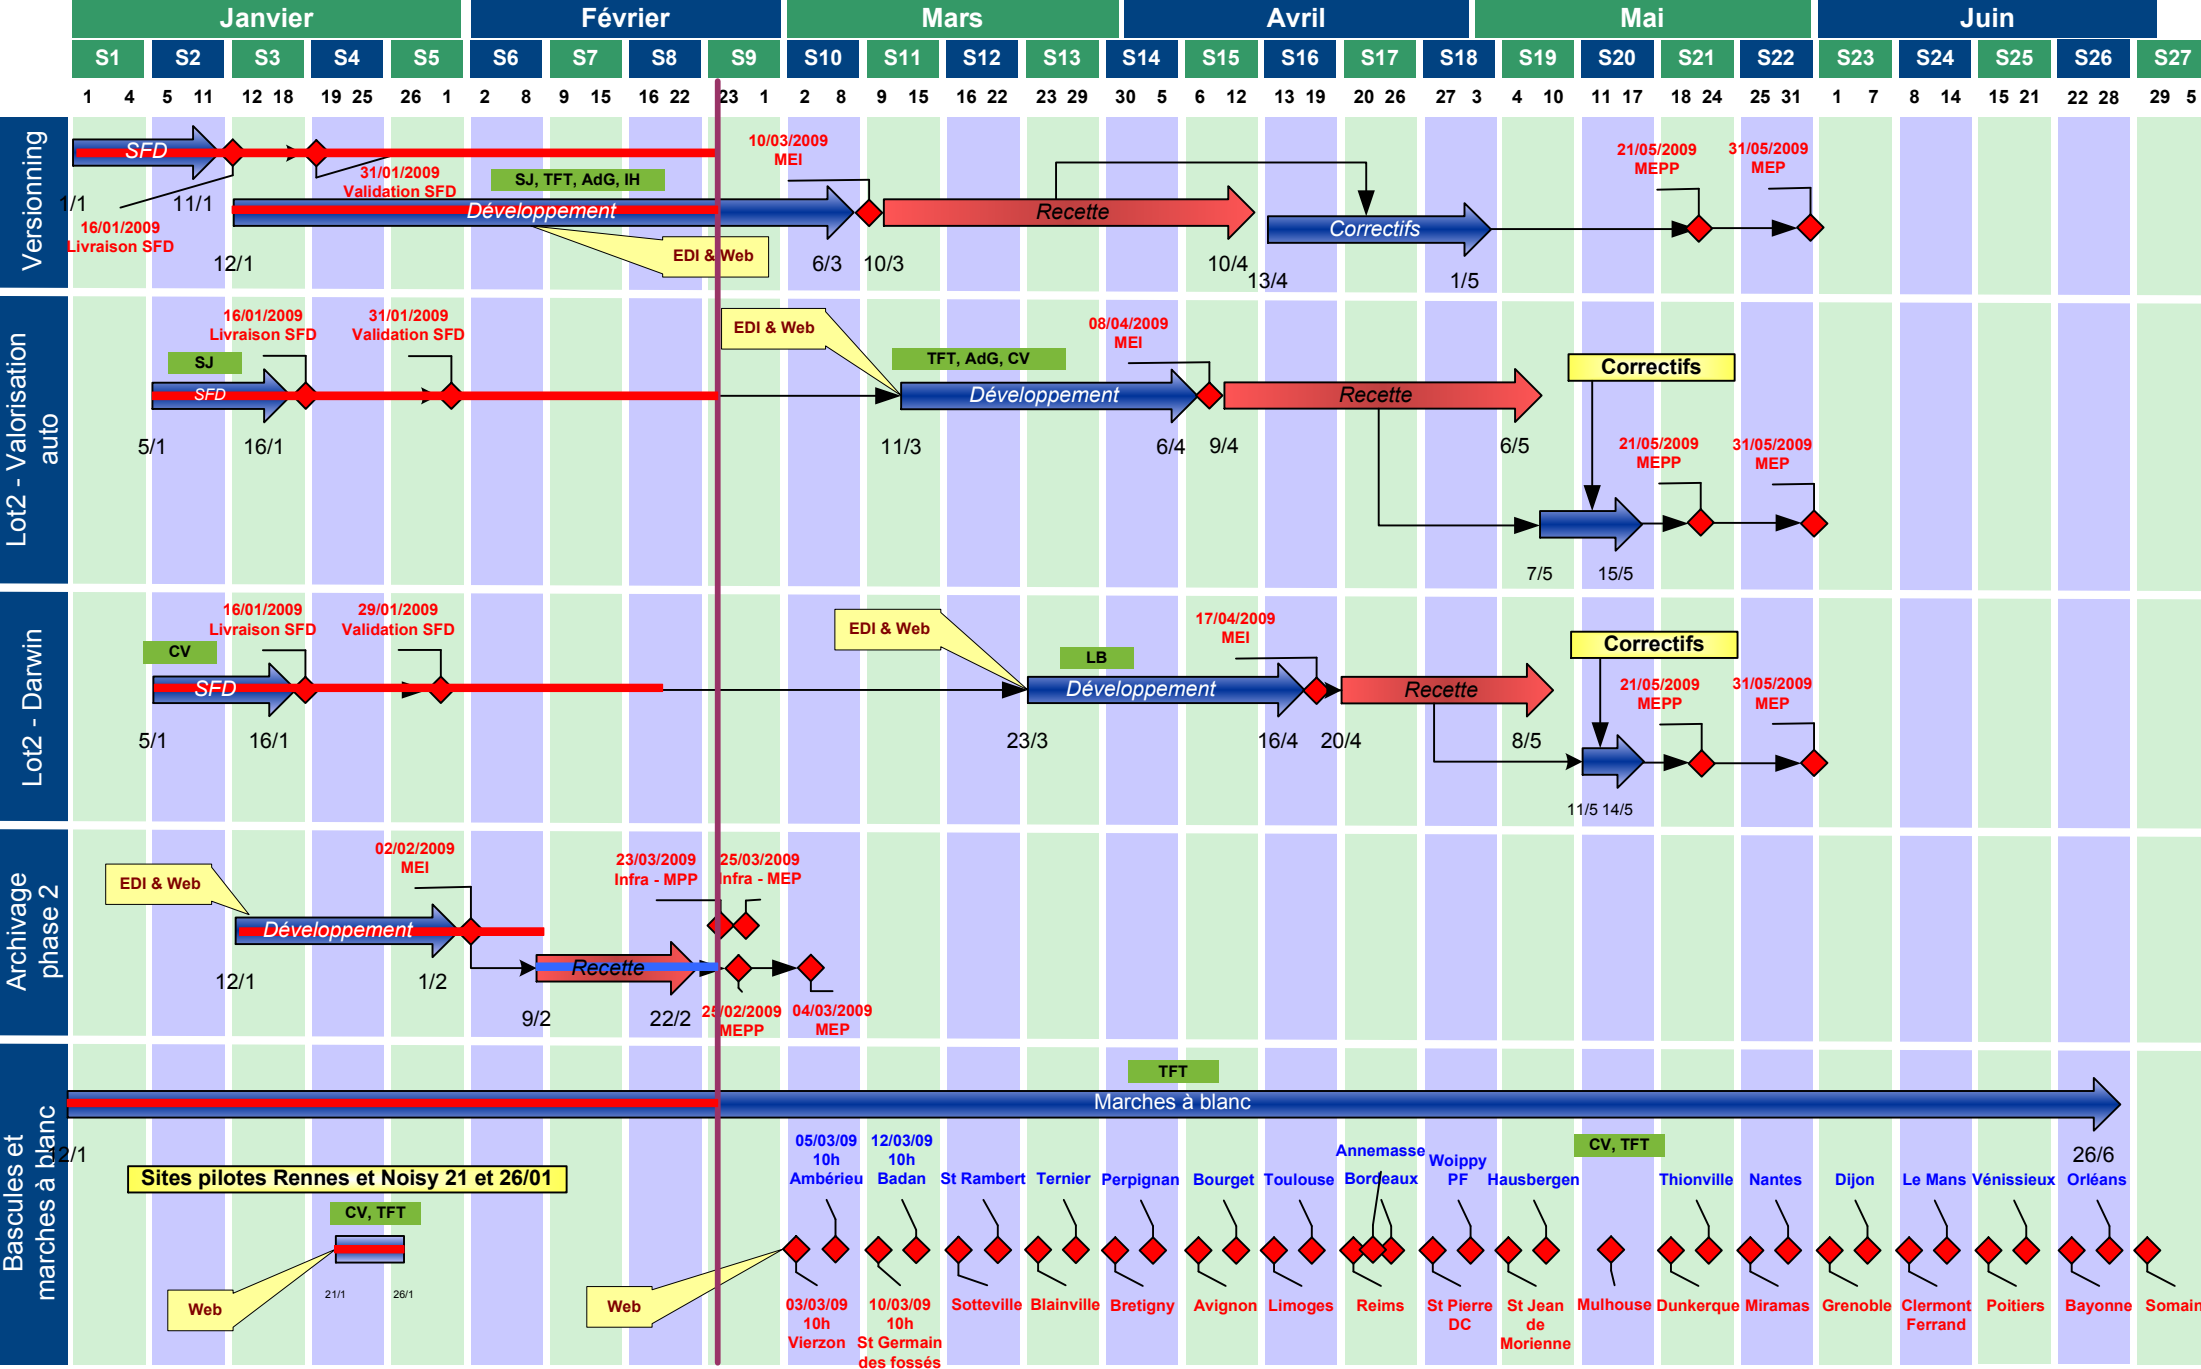 Janvier Février Mars Avril Mai Juin
S1 S2 S3 S4 S5 S6 S7 S8 S9 S10 S11 S12 S13 S14 S15 S16 S17 S18 S19 S20 S21 S22 S23 S24 S25 S26 S27
1 4 5 11 12 18 19 25 26 1 2 8 9 15 16 22 23 1 2 8 9 15 16 22 23 29 30 5 6 12 13 19 20 26 27 3 4 10 11 17 18 24 25 31 1 7 8 14 15 21 22 28 29 5
Versionning
SFD
1/1
11/1
16/01/2009
Livraison SFD
31/01/2009
Validation SFD
SJ, TFT, AdG, IH
Développement
EDI & Web
12/1
6/3
10/03/2009
MEI
10/3
Recette
10/4
13/4
Correctifs
1/5
21/05/2009
MEPP
31/05/2009
MEP
Lot2 - Valorisation
auto
16/01/2009
Livraison SFD
31/01/2009
Validation SFD
SJ
SFD
5/1
16/1
EDI & Web
TFT, AdG, CV
Développement
11/3
6/4
08/04/2009
MEI
9/4
Recette
6/5
Correctifs
7/5
15/5
21/05/2009
MEPP
31/05/2009
MEP
Lot2 - Darwin
16/01/2009
Livraison SFD
29/01/2009
Validation SFD
CV
SFD
5/1
16/1
EDI & Web
LB
Développement
23/3
16/4
17/04/2009
MEI
20/4
Recette
8/5
Correctifs
11/5 14/5
21/05/2009
MEPP
31/05/2009
MEP
Archivage
phase 2
EDI & Web
Développement
12/1
1/2
02/02/2009
MEI
Recette
9/2
22/2
23/03/2009
Infra - MPP
25/03/2009
Infra - MEP
25/02/2009
MEPP
04/03/2009
MEP
Bascules et
marches à blanc
TFT
Marches à blanc
12/1
26/6
Sites pilotes Rennes et Noisy 21 et 26/01
CV, TFT
Web
21/1
26/1
Web
CV, TFT
05/03/09
10h
Ambérieu
12/03/09
10h
Badan
St Rambert
Ternier
Perpignan
Bourget
Toulouse
Annemasse
Bordeaux
Woippy
PF
Hausbergen
Thionville
Nantes
Dijon
Le Mans
Vénissieux
Orléans
03/03/09
10h
Vierzon
10/03/09
10h
St Germain
des fossés
Sotteville
Blainville
Bretigny
Avignon
Limoges
Reims
St Pierre
DC
St Jean
de
Morienne
Mulhouse
Dunkerque
Miramas
Grenoble
Clermont
Ferrand
Poitiers
Bayonne
Somain